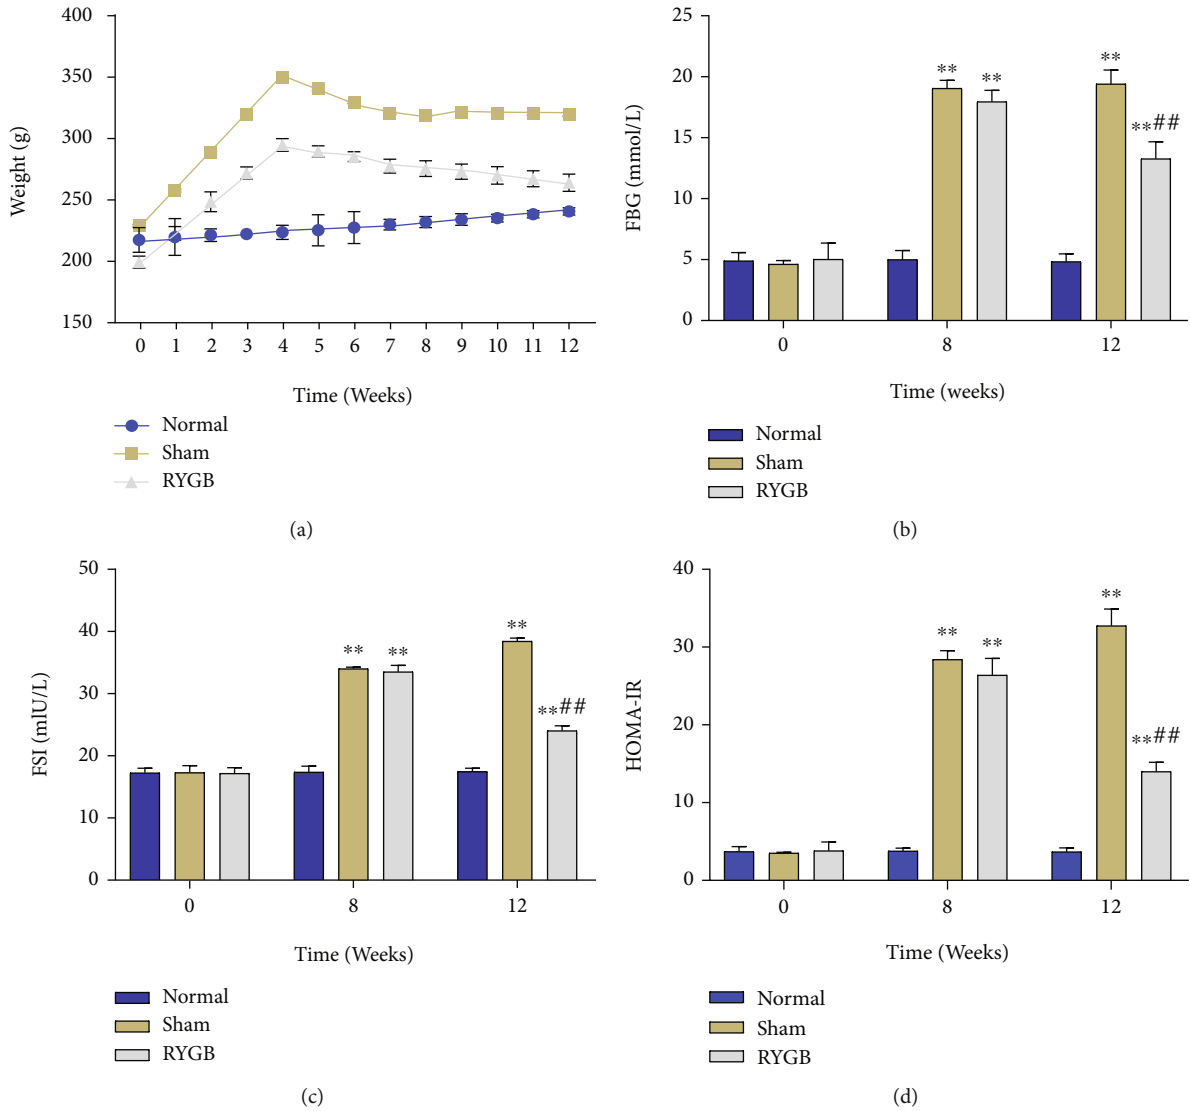 400
350
300
250
200
150
Weight (g)
0 1 2 3 4 5 6 7 8 9 10 11 12
Time (Weeks)
Normal
Sham
RYGB
(a)
25
20
15
10
5
0
FBG (mmol/L)
** ** ** **##
0 8 12
Time (weeks)
Normal
Sham
RYGB
(b)
50
40
30
20
10
0
FSI (mlU/L)
** ** ** **##
0 8 12
Time (Weeks)
Normal
Sham
RYGB
(c)
40
30
20
10
0
HOMA-IR
** ** ** **##
0 8 12
Time (Weeks)
Normal
Sham
RYGB
(d)